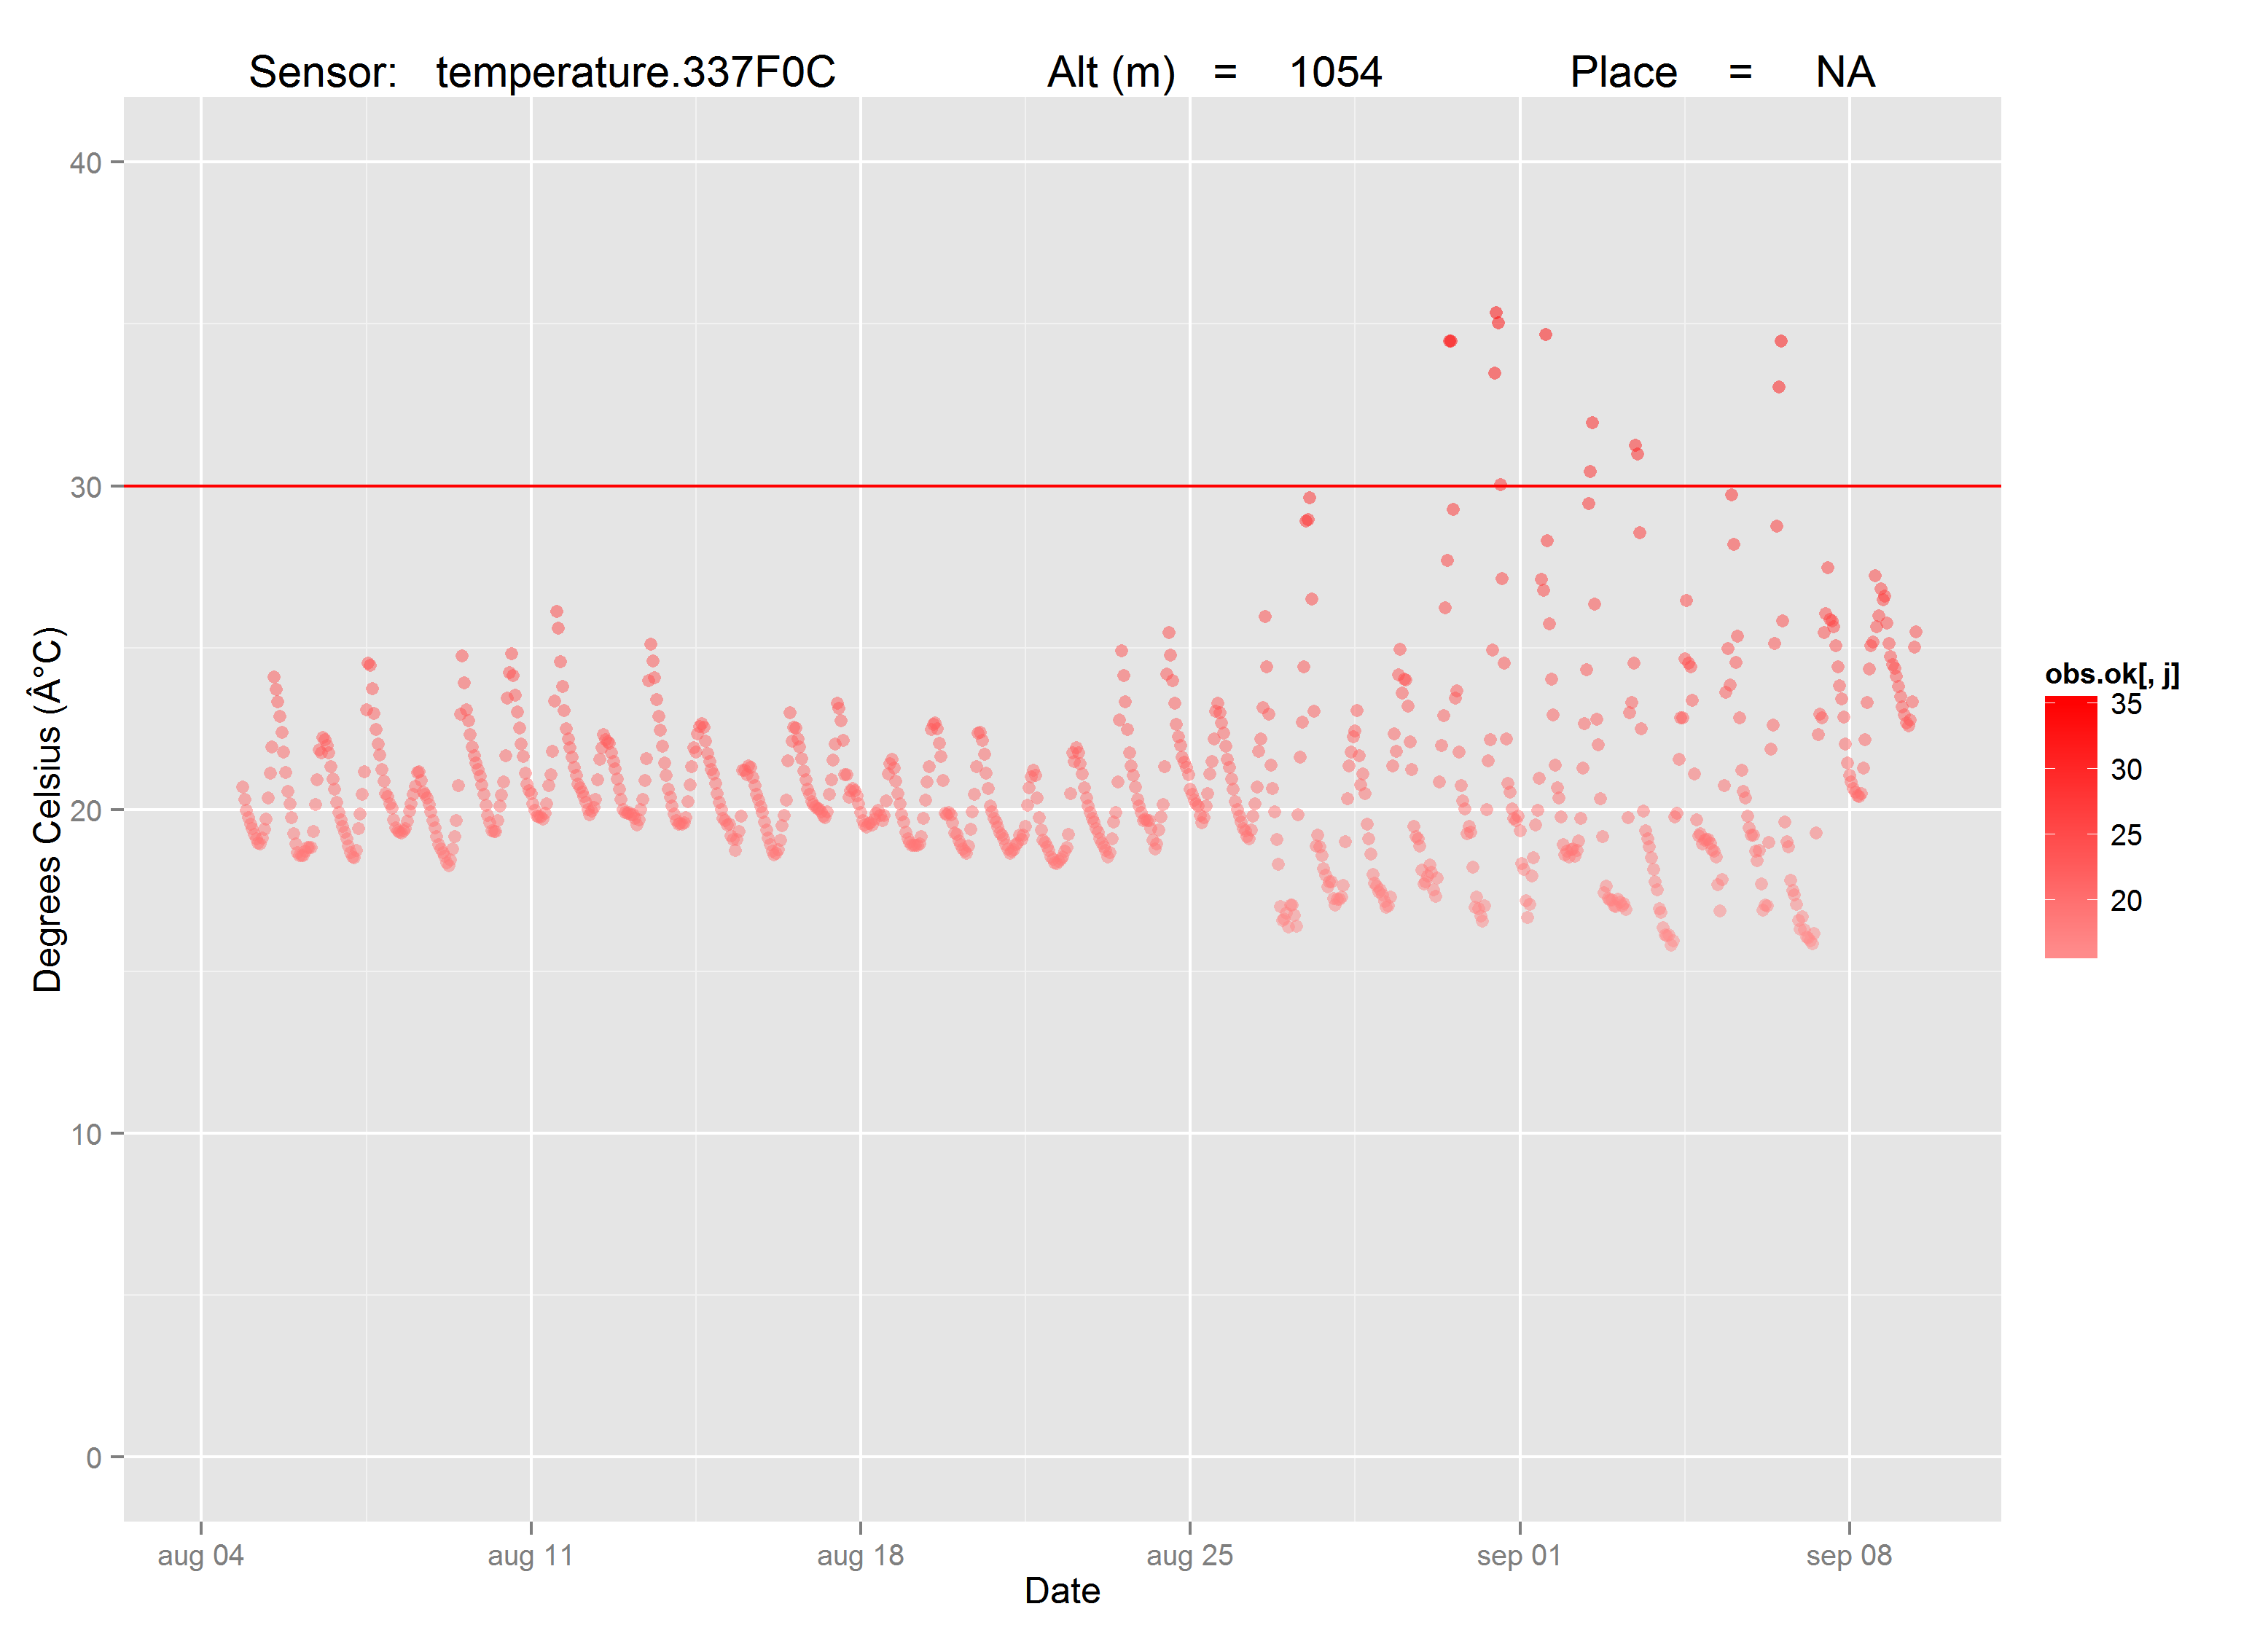 Sensor: temperature.337F0C Alt (m) = 1054 Place = NA
40
30
20
10
0
Degrees Celsius (Â°C)
aug 04 aug 11 aug 18 aug 25 sep 01 sep 08
Date
obs.ok[, j]
35
30
25
20